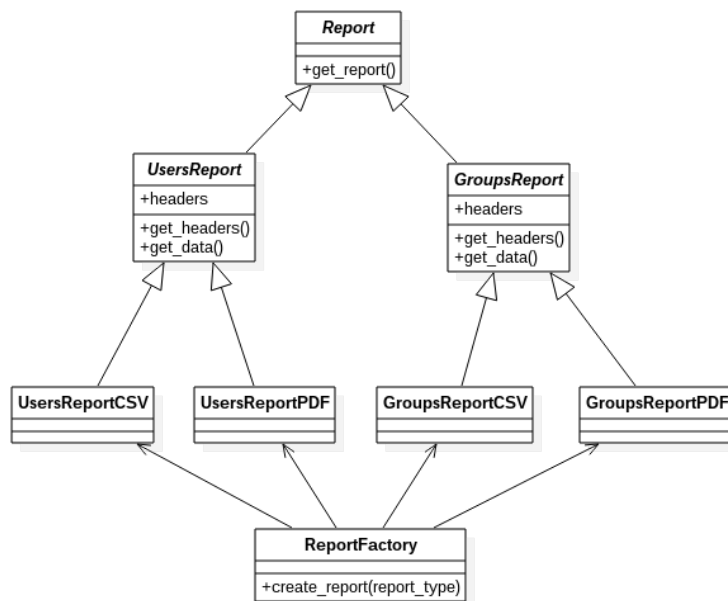 Report
+get_report()
UsersReport
+headers
+get_headers()
+get_data()
GroupsReport
+headers
+get_headers()
+get_data()
UsersReportCSV
UsersReportPDF
GroupsReportCSV
GroupsReportPDF
ReportFactory
+create_report(report_type)